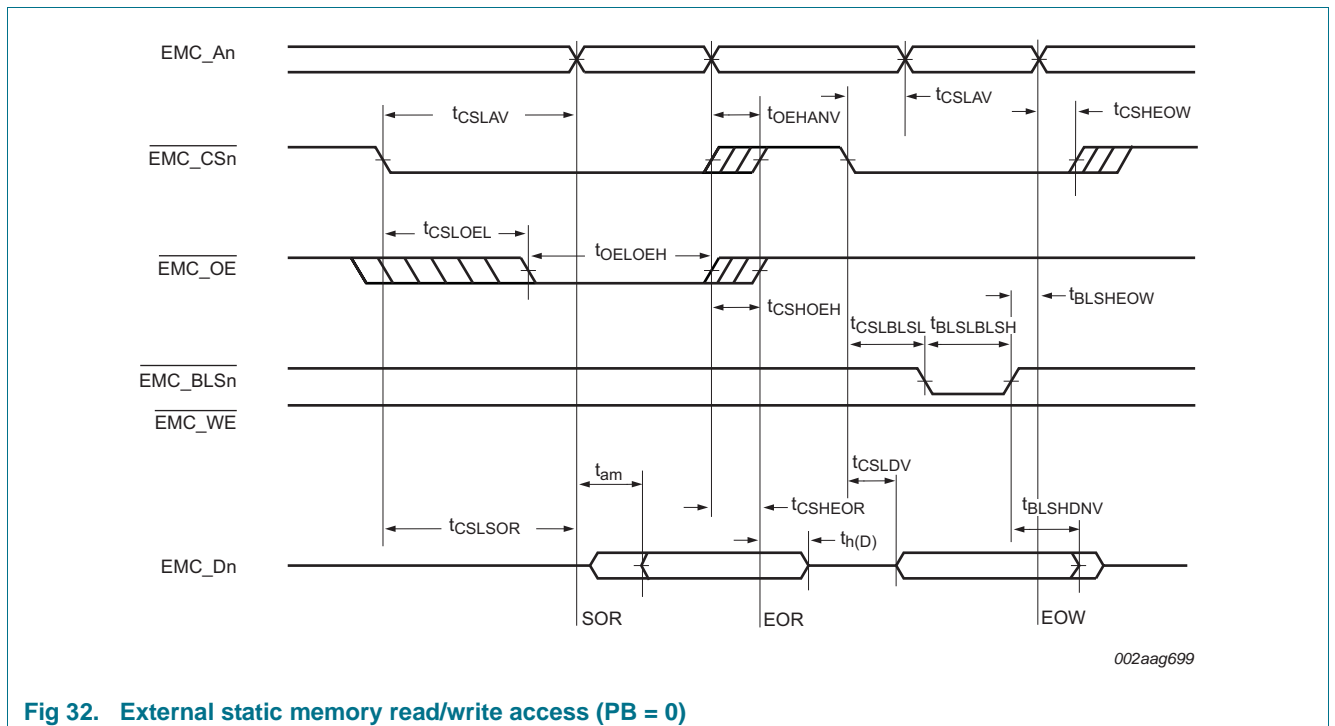 EMC_An
tCSLAV
tOEHANV
tCSLAV
tCSHEOW
EMC_CSn
tCSLOEL
tOELOEH
EMC_OE
tCSHOEH
tBLSHEOW
tCSLBLSL
tBLSLBLSH
EMC_BLSn
EMC_WE
tam
tCSLDV
tCSHEOR
tBLSHDNV
tCSLSOR
th(D)
EMC_Dn
SOR
EOR
EOW
002aag699
Fig 32. External static memory read/write access (PB = 0)